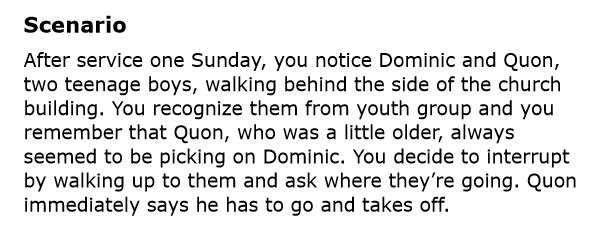 Scenario
After service one Sunday, you notice Dominic and Quon,
two teenage boys, walking behind the side of the church
building. You recognize them from youth group and you
remember that Quon, who was a little older, always
seemed to be picking on Dominic. You decide to interrupt
by walking up to them and ask where they’re going. Quon
immediately says he has to go and takes off.